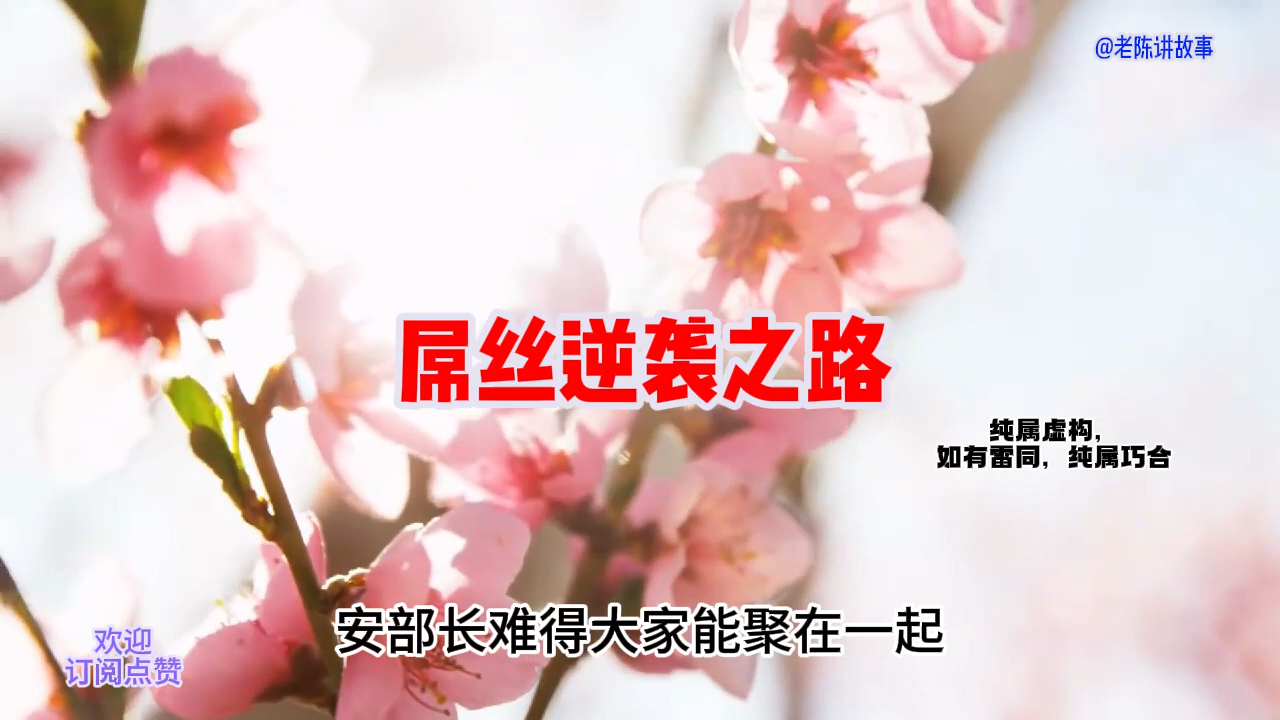 @老陈讲故事
屌丝逆袭之路
纯属虚构，
如有雷同，纯属巧合
安部长难得大家能聚在一起
欢迎
订阅点赞